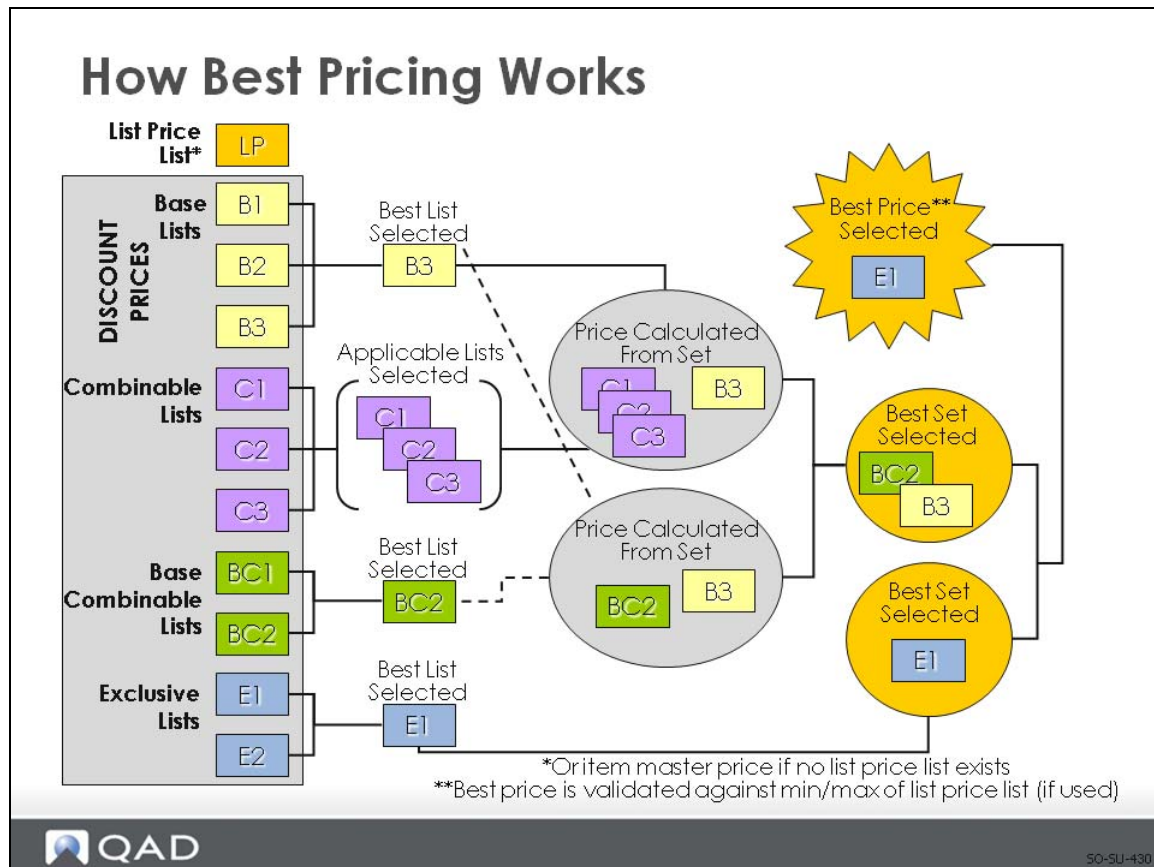 How Best Pricing Works
List Price
List*
LP
DISCOUNT
PRICES
Base
Lists
B1
B2
B3
Best List
Selected
B3
Combinable
Lists
C1
C2
C3
Applicable Lists
Selected
C1
C2
C3
Base
Combinable
Lists
BC1
BC2
Best List
Selected
BC2
Exclusive
Lists
E1
E2
Best List
Selected
E1
Price Calculated
From Set
C1
C2
C3
B3
Price Calculated
From Set
BC2
B3
Best Price**
Selected
E1
Best Set
Selected
BC2
B3
Best Set
Selected
E1
*Or item master price if no list price list exists
**Best price is validated against min/max of list price list (if used)
QAD
SO-SU-430